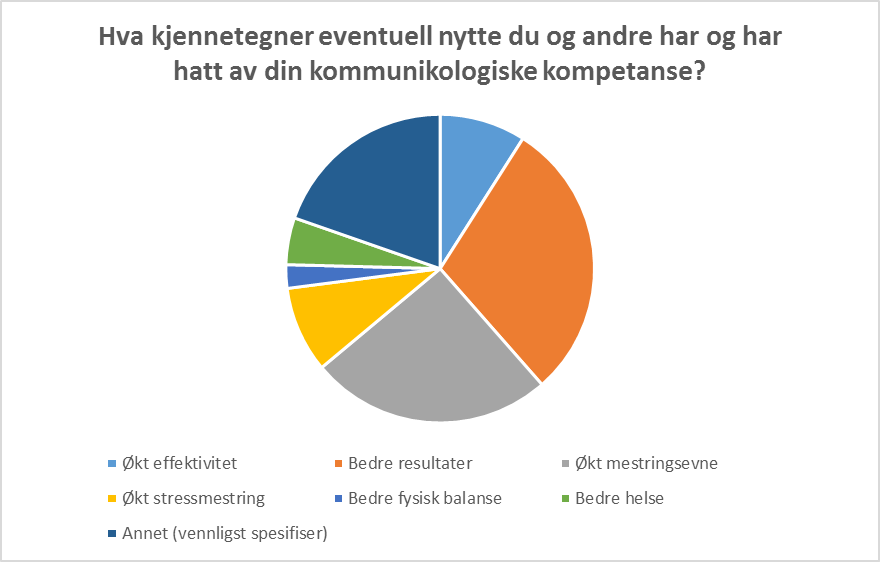 Hva kjennetegner eventuell nytte du og andre har og har
hatt av din kommunikologiske kompetanse?
Økt effektivitet
Bedre resultater
Økt mestringsevne
Økt stressmestring
Bedre fysisk balanse
Bedre helse
Annet (vennligst spesifiser)